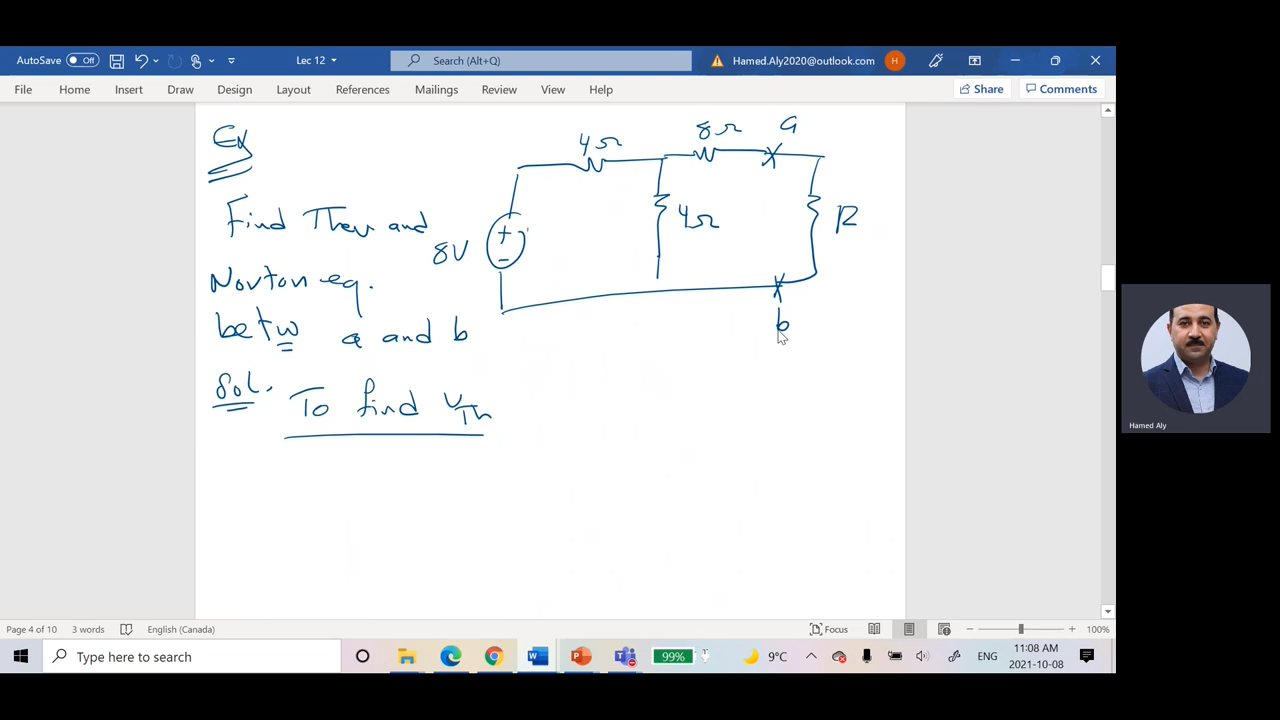 AutoSave Off
Lec 12
Search (Alt+Q)
Hamed.Aly2020@outlook.com
H
File Home Insert Draw Design Layout References Mailings Review View Help
Share Comments
Ex
Find Thev and
Norton eq.
betw a and b
Sol. To find VTh
4Ω
8Ω
a
8V
+
-
4Ω
R
b
Hamed Aly
Page 4 of 10 3 words English (Canada)
Focus
100%
Type here to search
99%
9°C
ENG
11:08 AM
2021-10-08